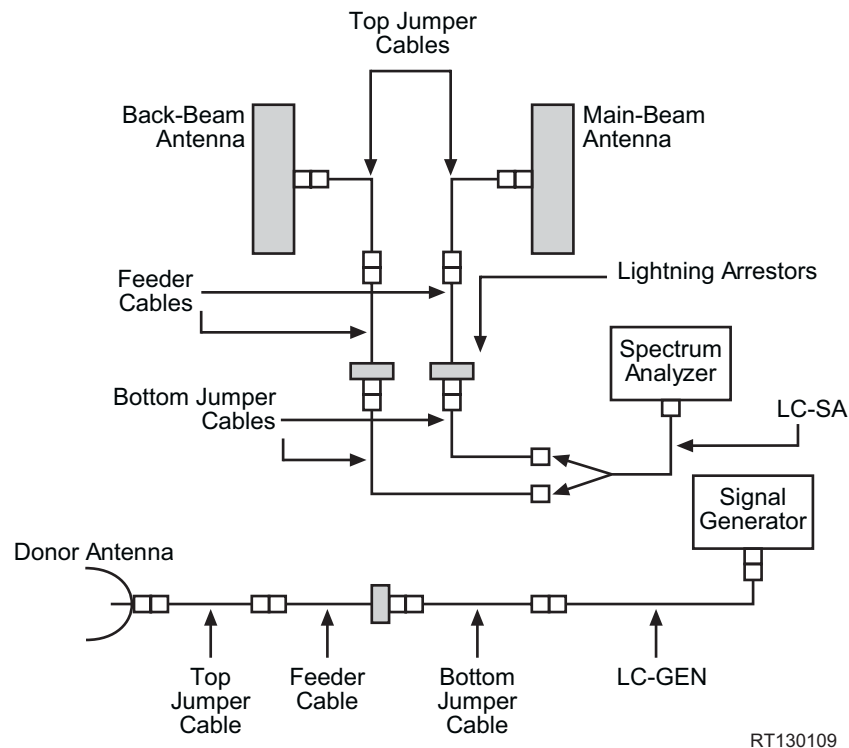 Top Jumper
Cables
Back-Beam
Antenna
Main-Beam
Antenna
Feeder
Cables
Lightning Arrestors
Spectrum
Analyzer
Bottom Jumper
Cables
LC-SA
Signal
Generator
Donor Antenna
Top
Jumper
Cable
Feeder
Cable
Bottom
Jumper
Cable
LC-GEN
RT130109